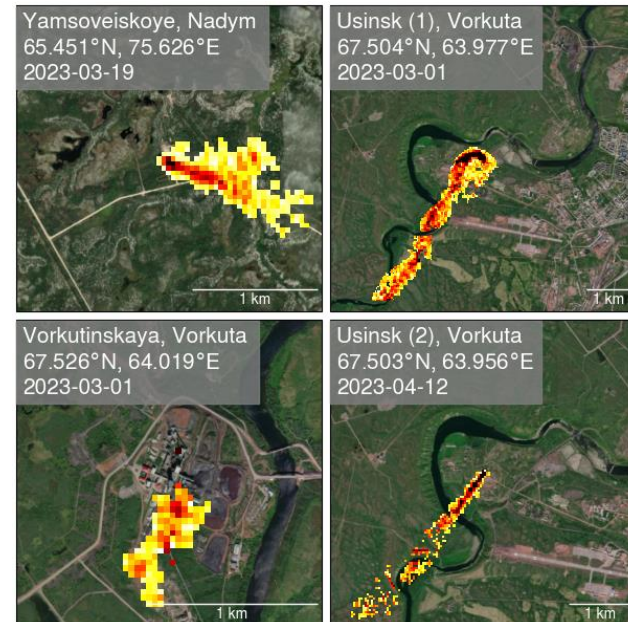 Yamsoveiskoye, Nadym
65.451°N, 75.626°E
2023-03-19
1 km
Usinsk (1), Vorkuta
67.504°N, 63.977°E
2023-03-01
1 km
Vorkutinskaya, Vorkuta
67.526°N, 64.019°E
2023-03-01
1 km
Usinsk (2), Vorkuta
67.503°N, 63.956°E
2023-04-12
1 km